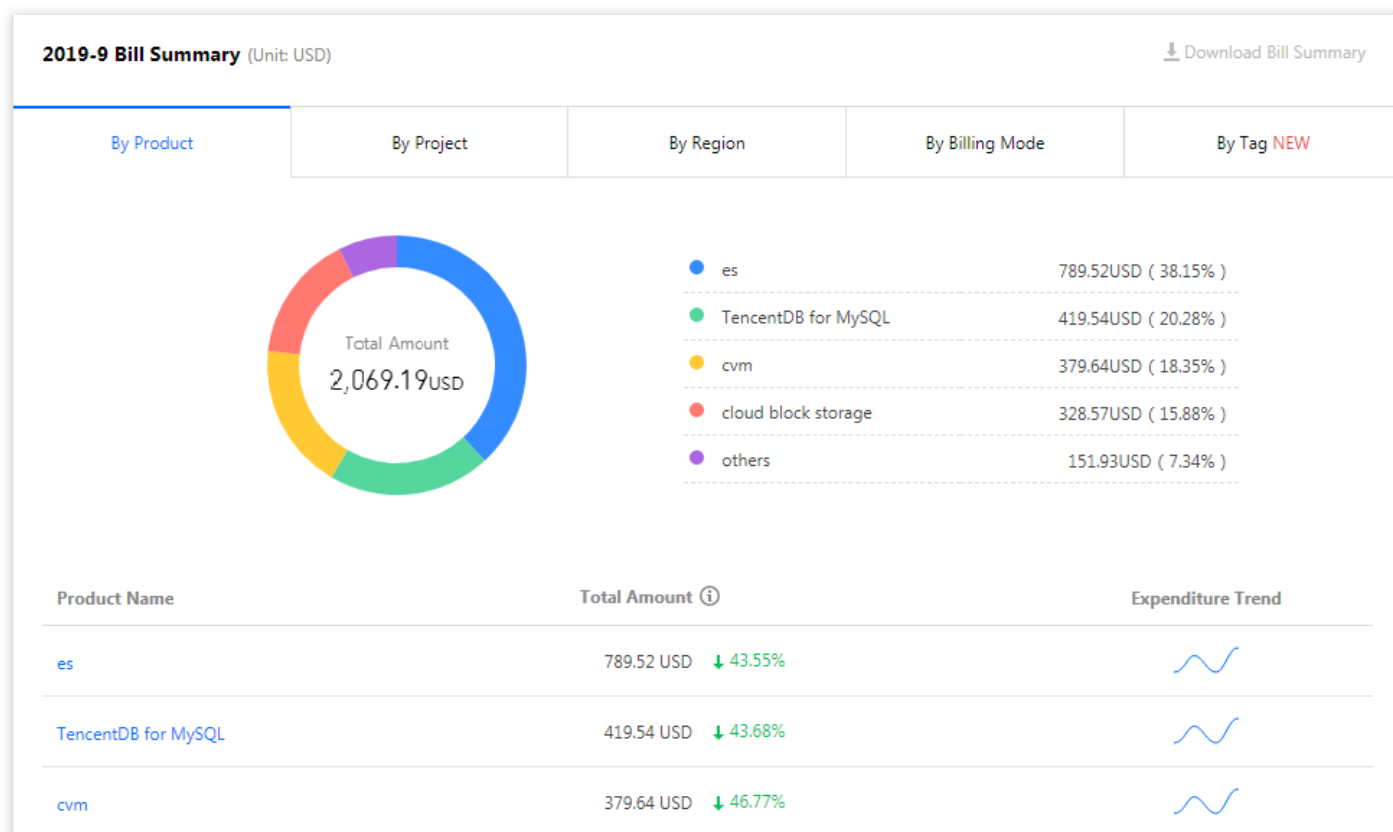 2019-9 Bill Summary (Unit: USD) Download Bill Summary
By Product By Project By Region By Billing Mode By Tag NEW
Total Amount
2,069.19USD
es 789.52USD ( 38.15% )
TencentDB for MySQL 419.54USD ( 20.28% )
cvm 379.64USD ( 18.35% )
cloud block storage 328.57USD ( 15.88% )
others 151.93USD ( 7.34% )
Product Name Total Amount Expenditure Trend
es 789.52 USD 43.55%
TencentDB for MySQL 419.54 USD 43.68%
cvm 379.64 USD 46.77%